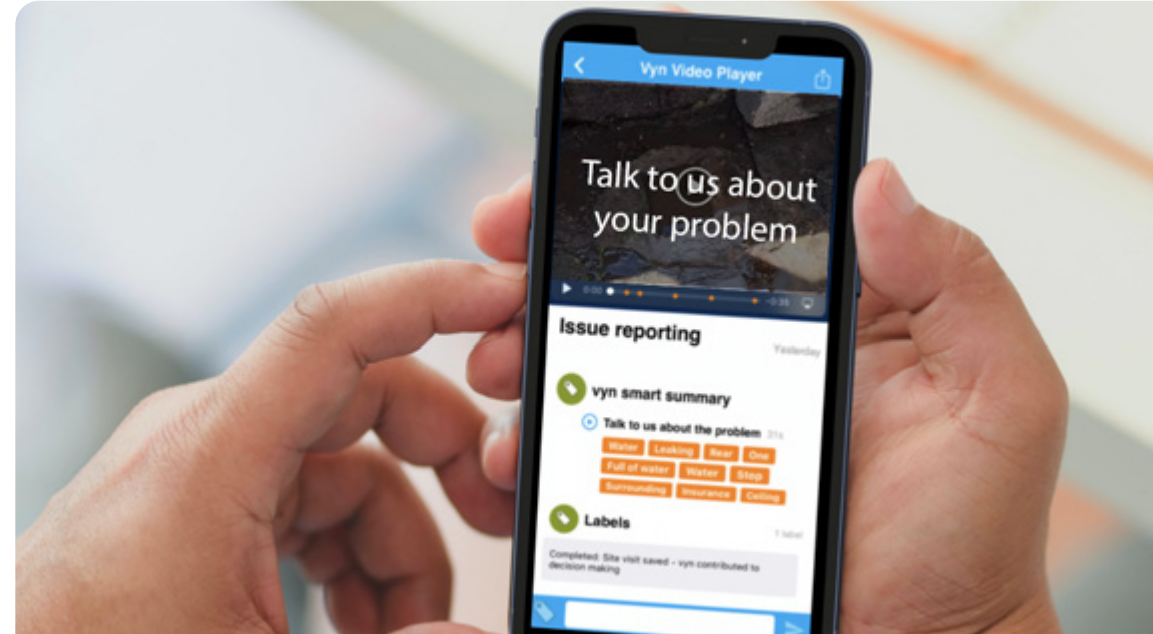 Vyn Video Player
Talk to us about
your problem
0:00
-0:35
Issue reporting
Yesterday
vyn smart summary
Talk to us about the problem 31s
Water Leaking Rear One
Full of water Water Stop
Surrounding Insurance Ceiling
Labels
1 label
Completed: Site visit saved - vyn contributed to
decision making